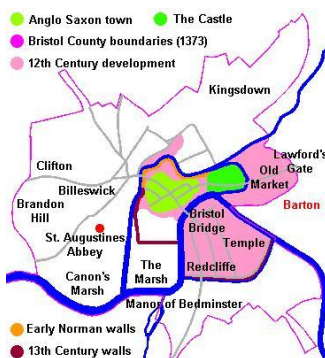 Anglo Saxon town
The Castle
Bristol County boundaries (1373)
12th Century development
Kingsdown
Lawford's
Gate
Clifton
Old
Market
Billeswick
Barton
Brandon
Hill
Bristol
Bridge
St. Augustines
Abbey
Temple
The
Marsh
Redcliffe
Canon's
Marsh
Manor of Bedminster
Early Norman walls
13th Century walls